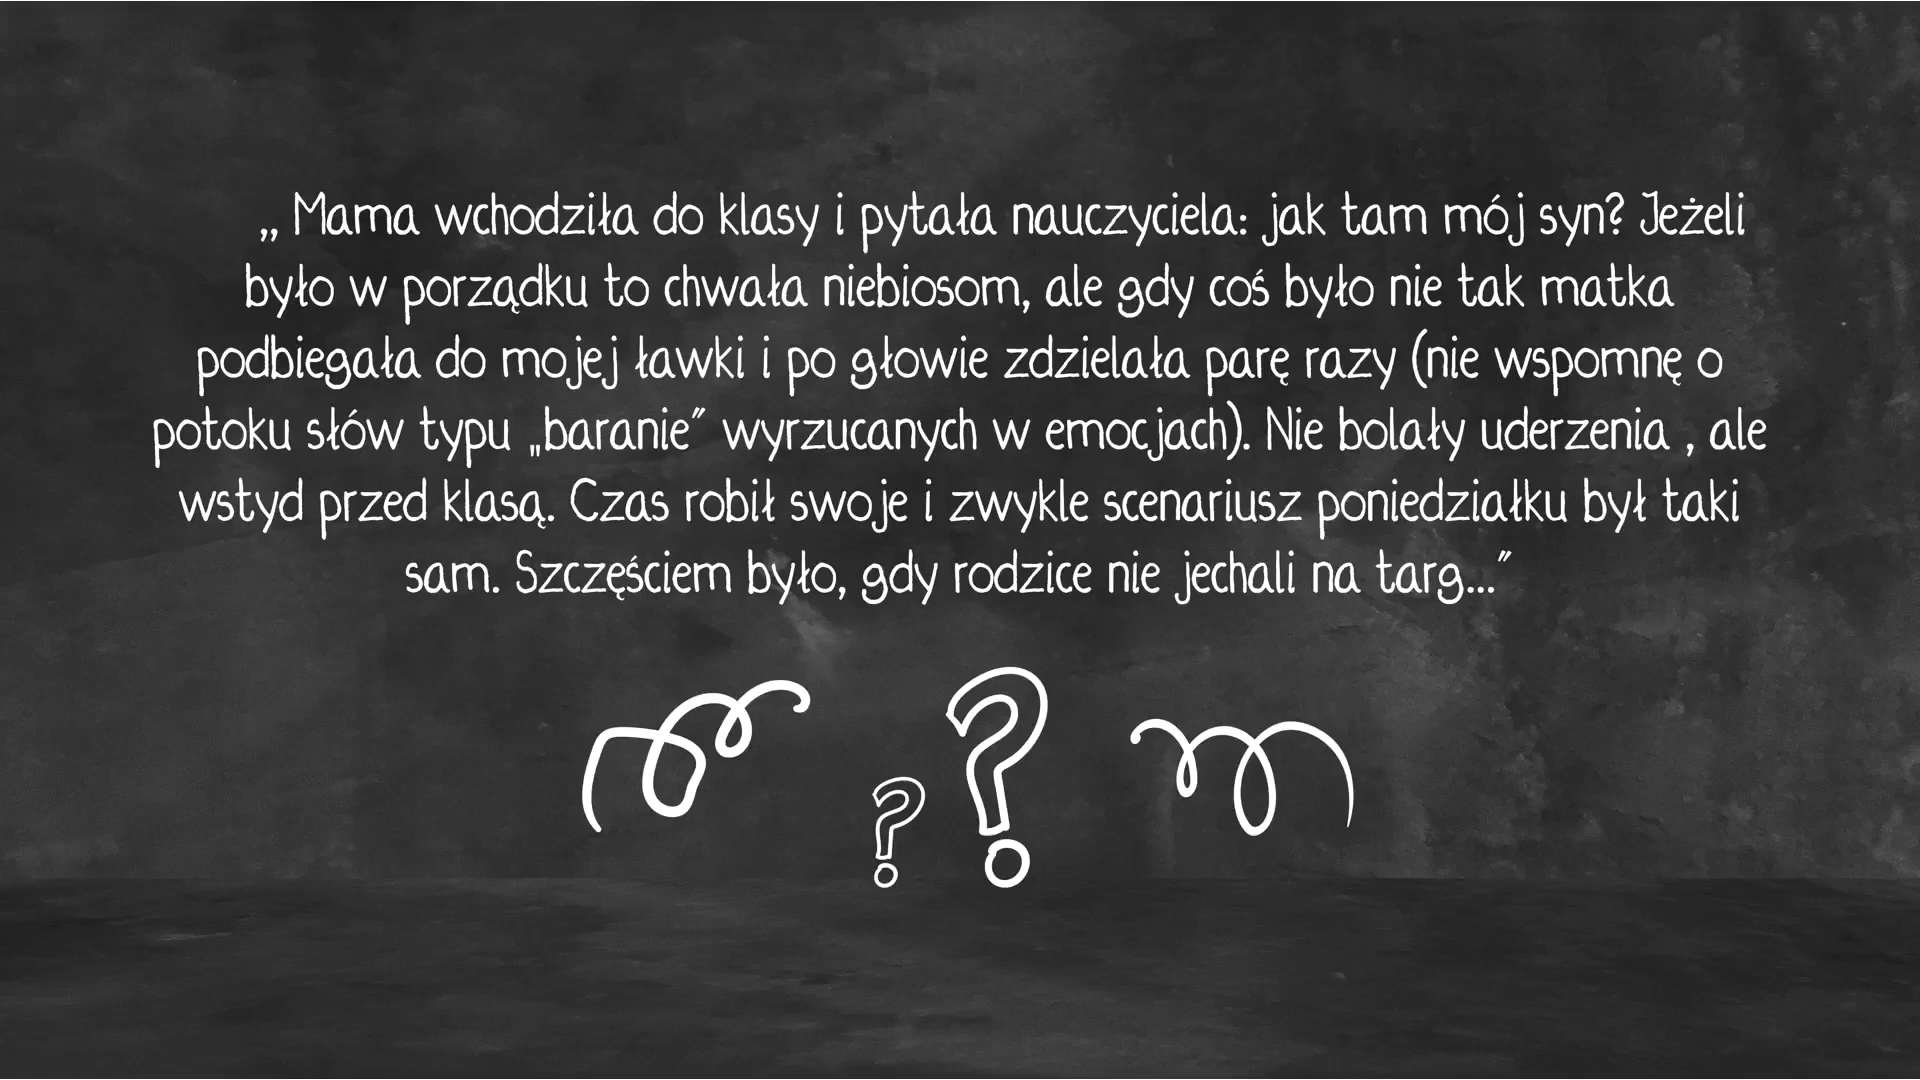 „ Mama wchodziła do klasy i pytała nauczyciela: jak tam mój syn? Jeżeli
było w porządku to chwała niebiosom, ale gdy coś było nie tak matka
podbiegała do mojej ławki i po głowie zdzielała parę razy (nie wspomnę o
potoku słów typu „baranie” wyrzucanych w emocjach). Nie bolały uderzenia , ale
wstyd przed klasą. Czas robił swoje i zwykle scenariusz poniedziałku był taki
sam. Szczęściem było, gdy rodzice nie jechali na targ...”
? ?